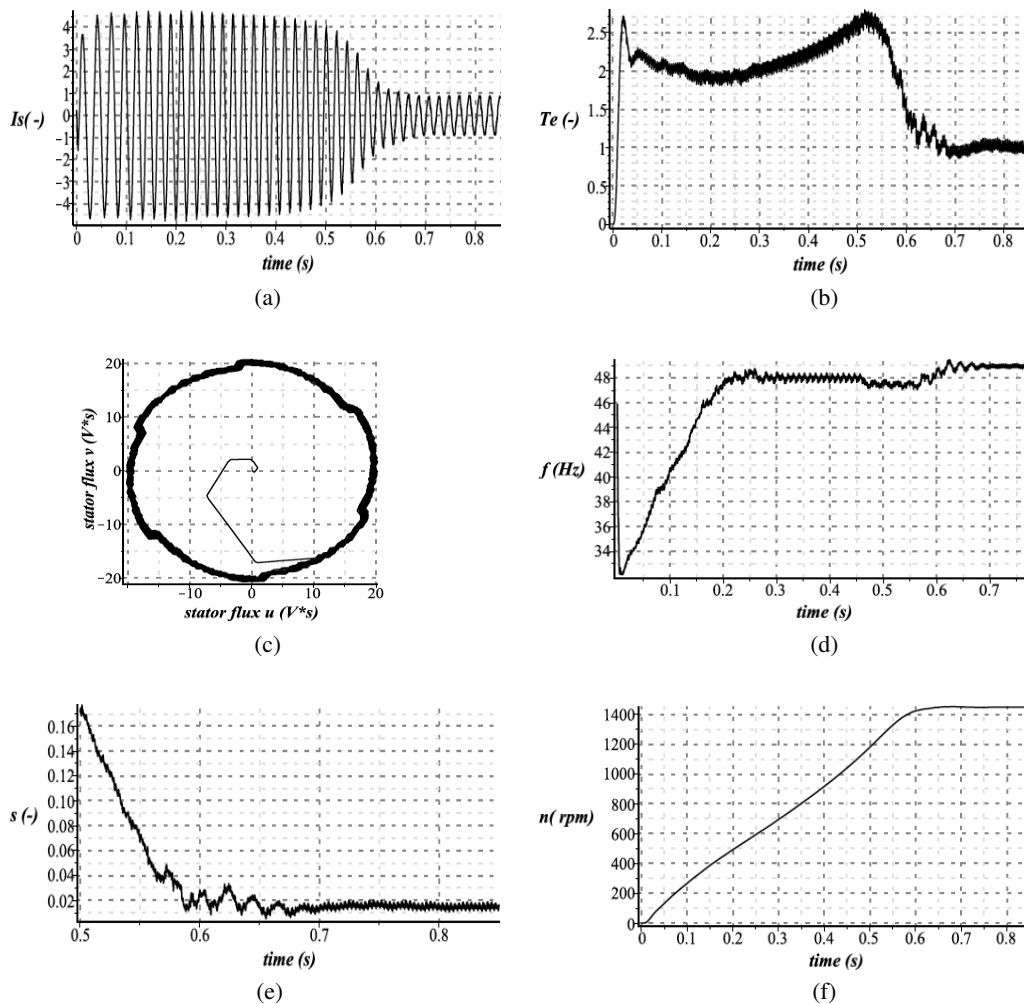 4
3
2
1
0
−1
−2
−3
−4
Is( -)
0 0.1 0.2 0.3 0.4 0.5 0.6 0.7 0.8
time (s)
(a)
2.5
2
1.5
1
0.5
0
Te (-)
0 0.1 0.2 0.3 0.4 0.5 0.6 0.7 0.8
time (s)
(b)
20
10
0
−10
−20
stator flux v (V*s)
−10 0 10 20
stator flux u (V*s)
(c)
48
46
44
42
40
38
36
34
f (Hz)
0.1 0.2 0.3 0.4 0.5 0.6 0.7
time (s)
(d)
0.16
0.14
0.12
0.10
0.08
0.06
0.04
0.02
s (-)
0.5 0.6 0.7 0.8
time (s)
(e)
1400
1200
1000
800
600
400
200
0
n( rpm)
0 0.1 0.2 0.3 0.4 0.5 0.6 0.7 0.8
time (s)
(f)